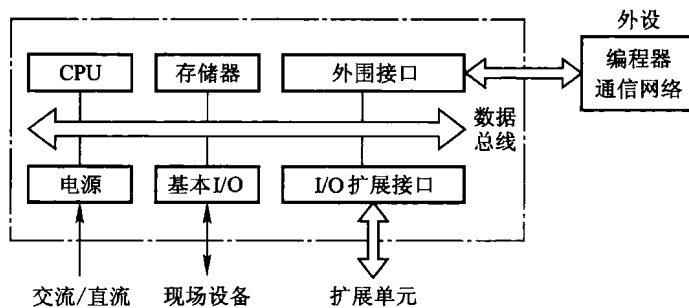 外设
CPU
存储器
外围接口
编程器
通信网络
数据
总线
电源
基本I/O
I/O扩展接口
交流/直流
现场设备
扩展单元